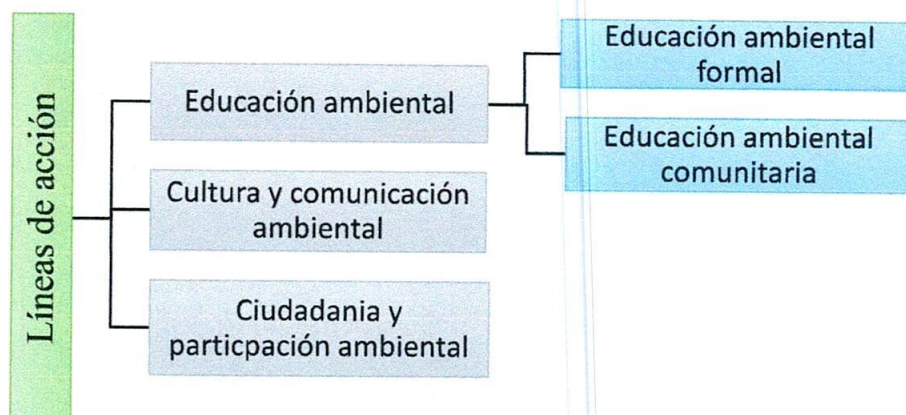 Líneas de acción
Educación ambiental
Cultura y comunicación
ambiental
Ciudadania y
particpación ambiental
Educación ambiental
formal
Educación ambiental
comunitaria